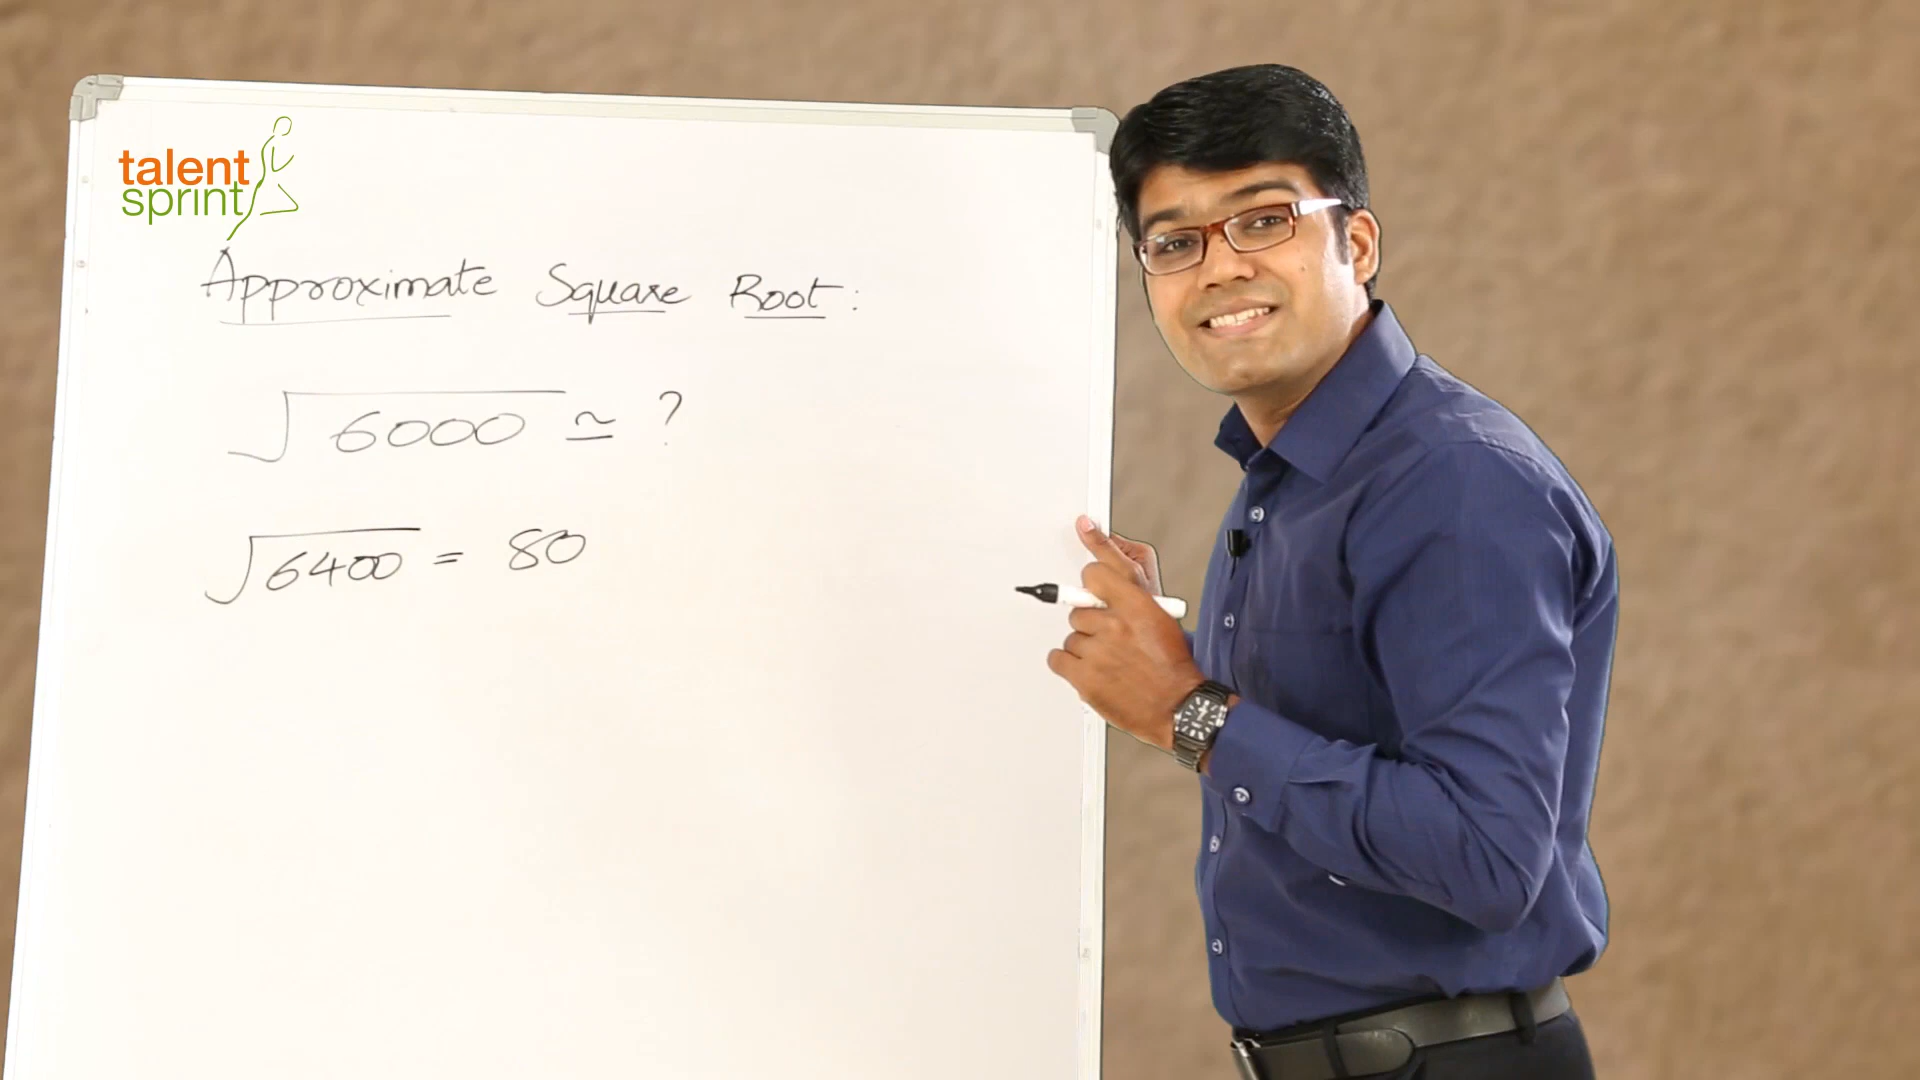 talent
sprint
Approximate Square Root:
√6000 ≃ ?
√6400 = 80